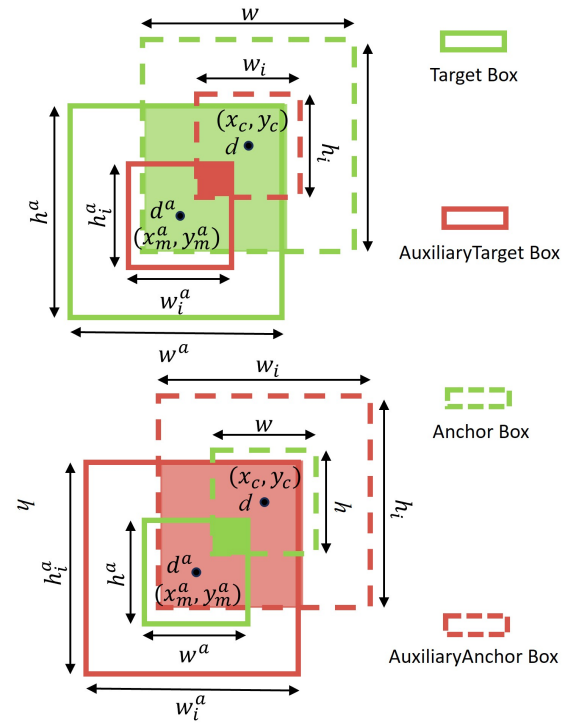 w
w_i
Target Box
(x_c, y_c)
d
h_i
h
h^a
h_i^a
d^a
(x_m^a, y_m^a)
AuxiliaryTarget Box
w_i^a
w^a
w_i
Anchor Box
w
(x_c, y_c)
d
h
h_i
h
h_i^a
h^a
d^a
(x_m^a, y_m^a)
w^a
AuxiliaryAnchor Box
w_i^a